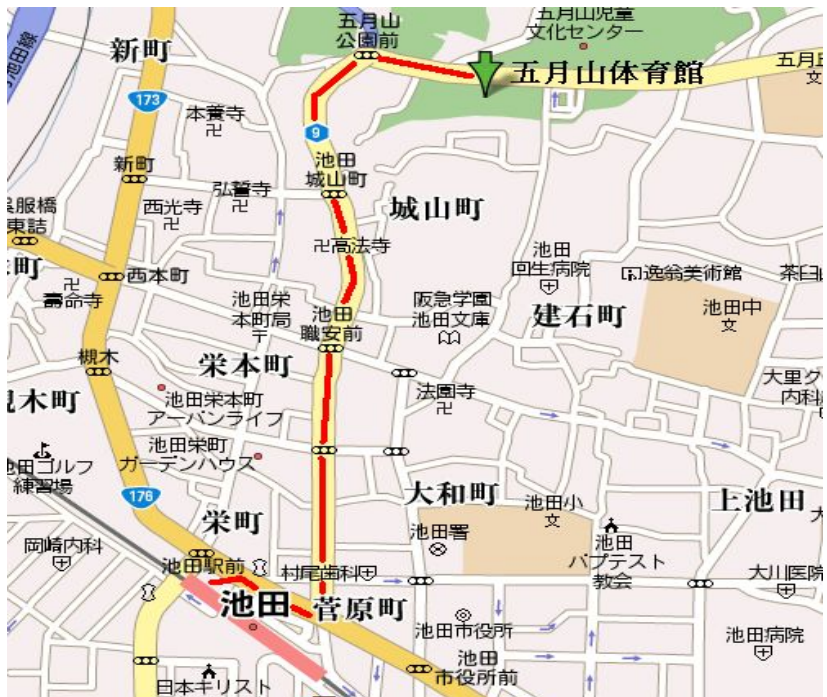 五月山児童
文化センター
五月山
公園前
新町
池田線
五月山体育館
173
本養寺
9
新町
池田
城山町
弘誓寺
西光寺
呉服橋
東詰
城山町
高法寺
池田
回生病院
逸翁美術館
西本町
壽命寺
池田栄
本町局
池田
職安前
阪急学園
池田文庫
建石町
池田中
槻木
栄本町
法園寺
池田栄本町
アーバンライフ
池田栄町
ガーデンハウス
池田ゴルフ
練習場
176
大和町
上池田
池田小
栄町
岡崎内科
池田駅前
池田署
池田
バプテスト
教会
村尾歯科
大川医院
池田
菅原町
池田市役所
池田病院
池田
市役所前
日本キリスト